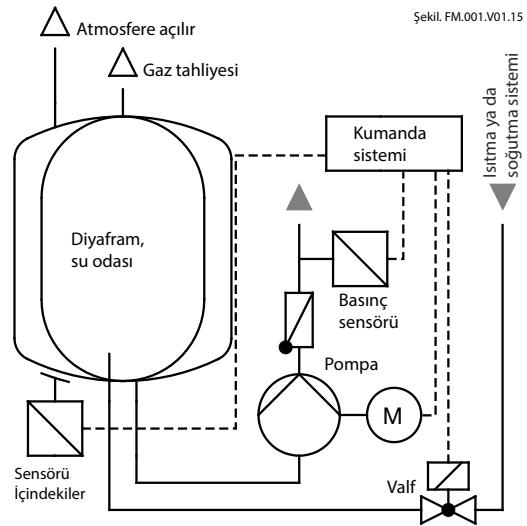 Şekil. FM.001.V01.15
Atmosfere açılır
Gaz tahliyesi
Kumanda
sistemi
Isıtma ya da
soğutma sistemi
Diyafram,
su odası
Basınç
sensörü
Pompa
M
Sensörü
İçindekiler
Valf